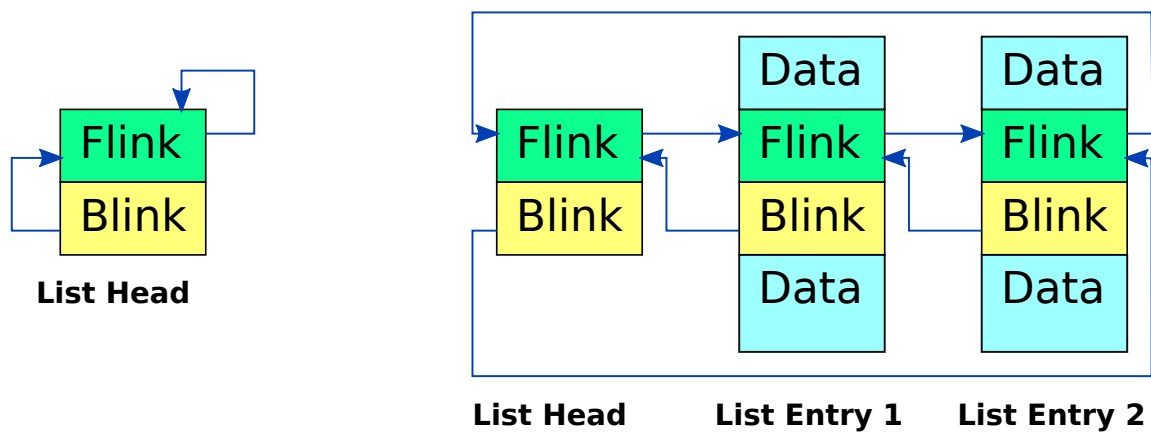 Flink
Blink
List Head
Flink
Blink
List Head
Data
Flink
Blink
Data
List Entry 1
Data
Flink
Blink
Data
List Entry 2